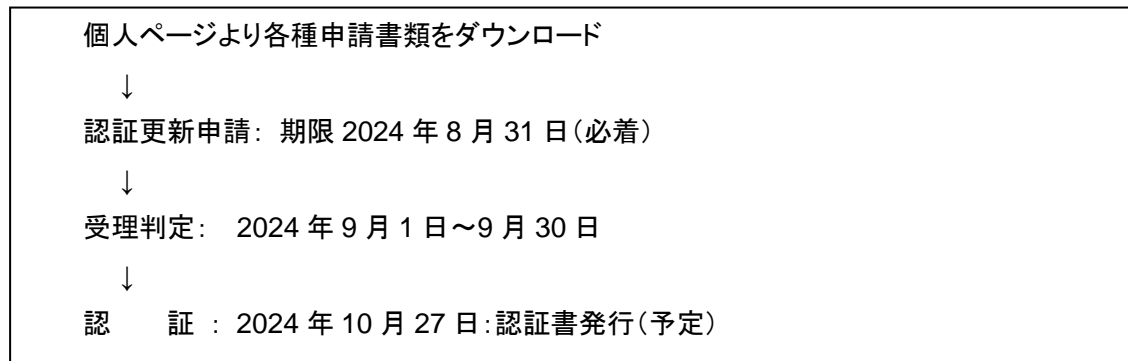 個人ページより各種申請書類をダウンロード
↓
認証更新申請： 期限 2024 年 8 月 31 日（必着）
↓
受理判定：　2024 年 9 月 1 日～9 月 30 日
↓
認　　証 ： 2024 年 10 月 27 日：認証書発行（予定）